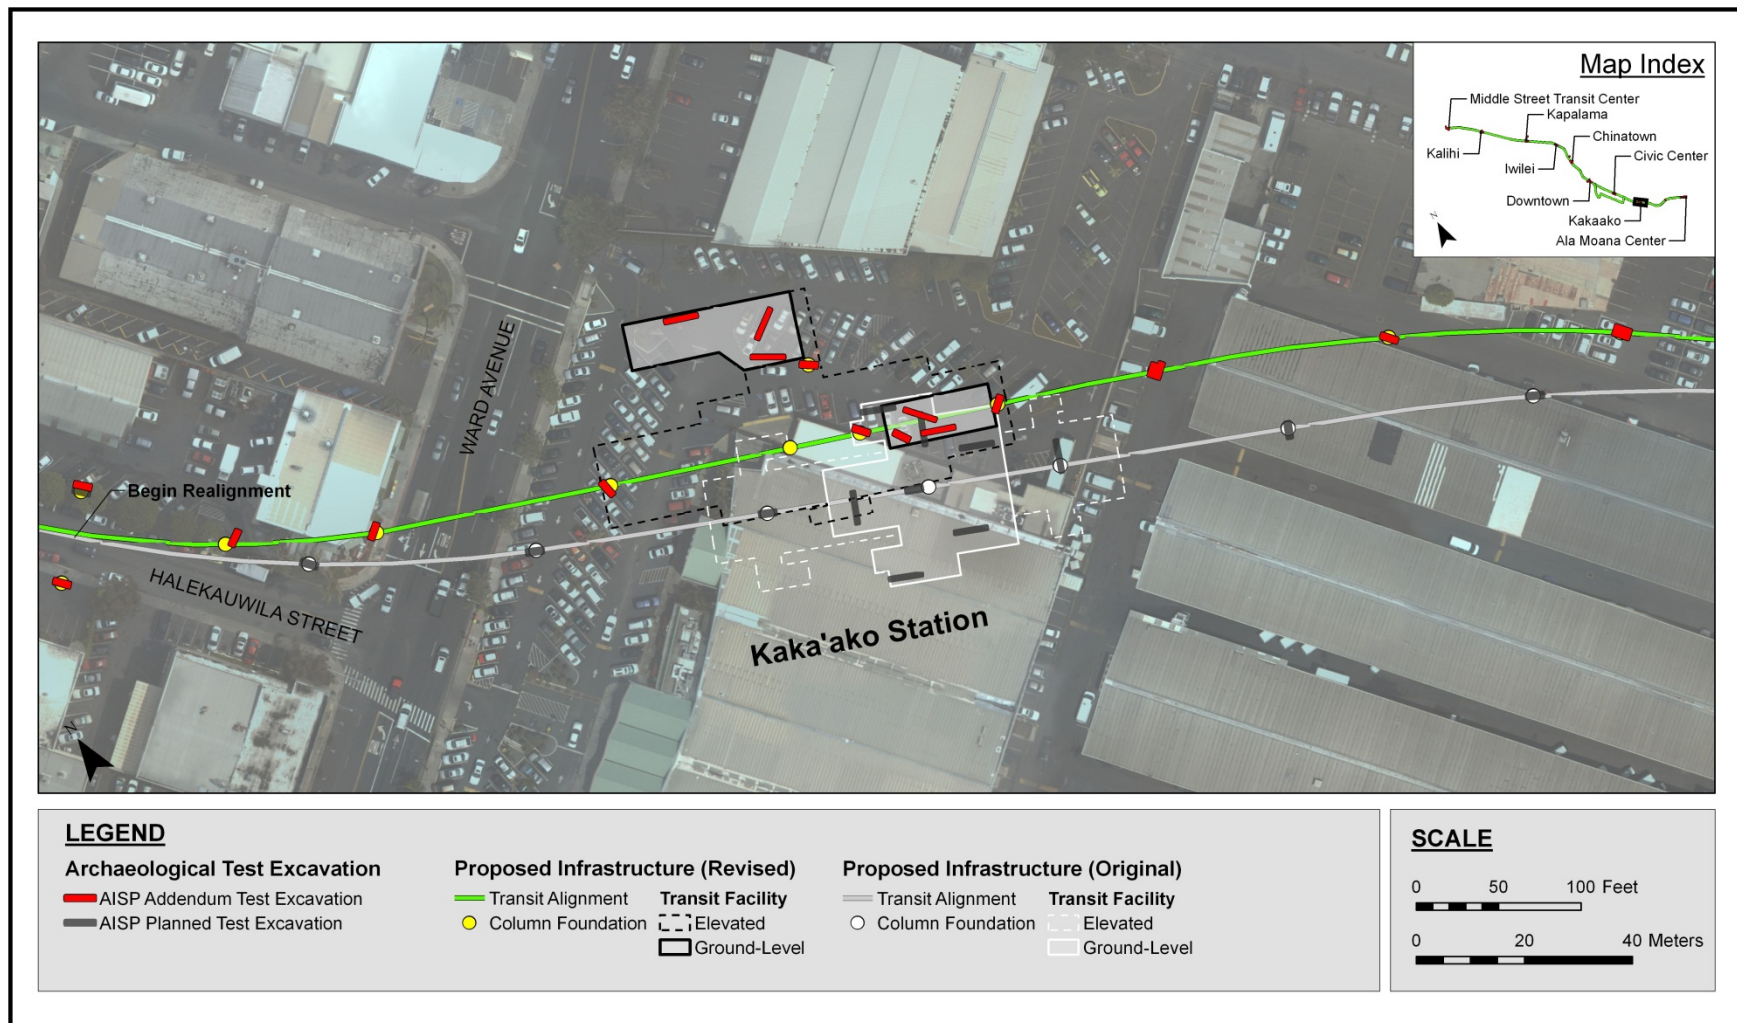 Map Index
Middle Street Transit Center
Kapalama
Chinatown
Kalihi
Civic Center
Iwilei
Downtown
Kakaako
Ala Moana Center
N
WARD AVENUE
Begin Realignment
HALEKAUWILA STREET
Kaka'ako Station
N
LEGEND
Archaeological Test Excavation
AISP Addendum Test Excavation
AISP Planned Test Excavation
Proposed Infrastructure (Revised)
Transit Alignment
Column Foundation
Transit Facility
Elevated
Ground-Level
Proposed Infrastructure (Original)
Transit Alignment
Column Foundation
Transit Facility
Elevated
Ground-Level
SCALE
0 50 100 Feet
0 20 40 Meters